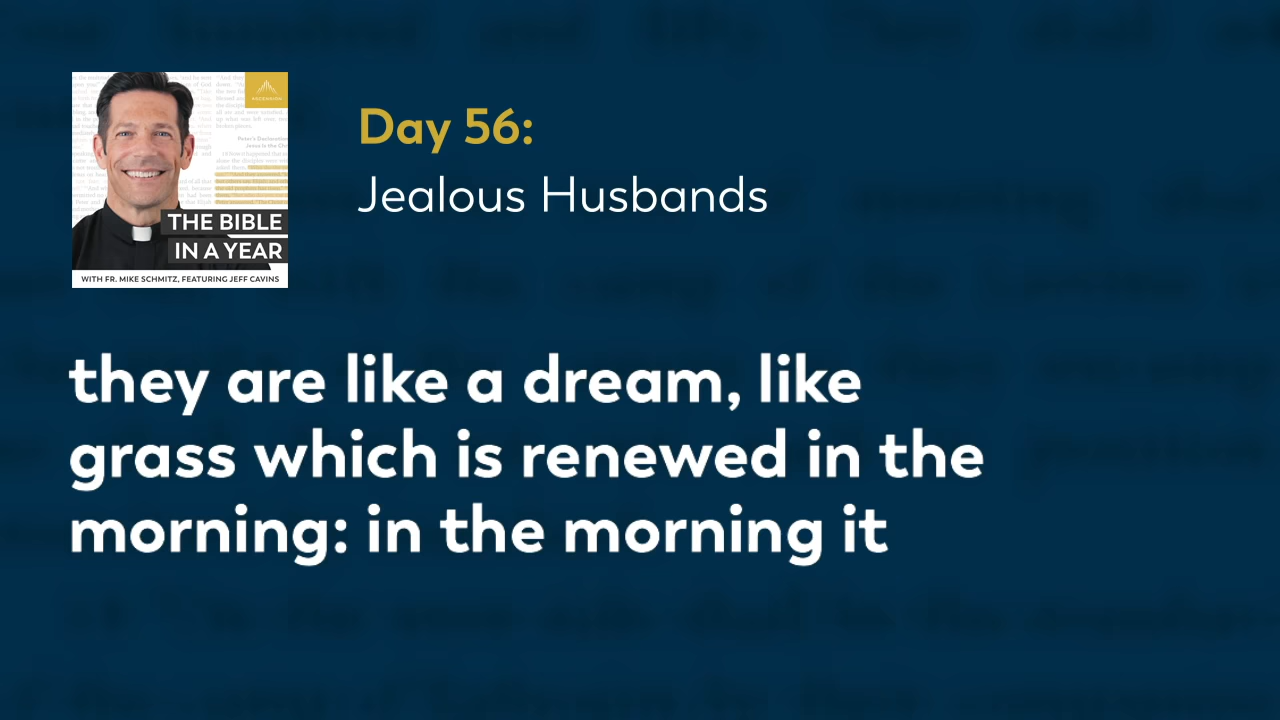 Day 56:
Jealous Husbands
ASCENSION
THE BIBLE
IN A YEAR
WITH FR. MIKE SCHMITZ, FEATURING JEFF CAVINS
they are like a dream, like
grass which is renewed in the
morning: in the morning it